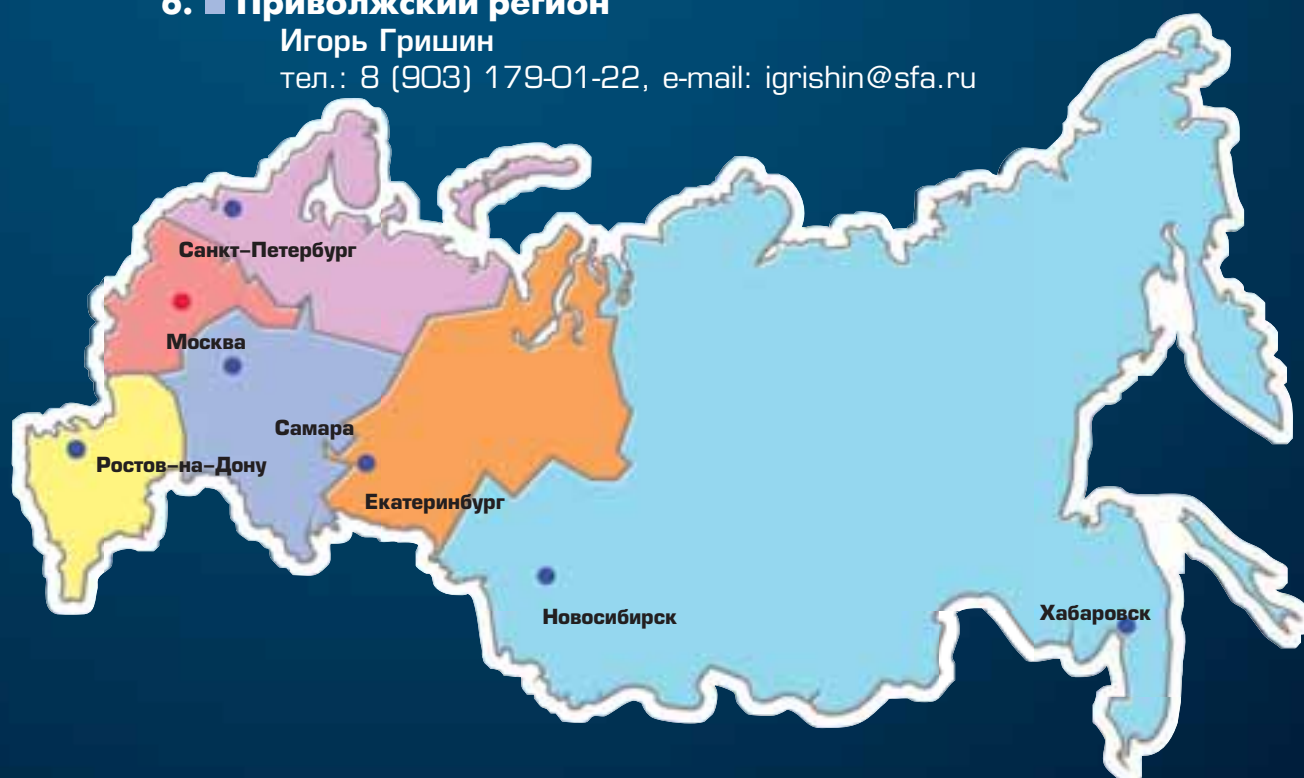 6. Приволжский регион
Игорь Гришин
тел.: 8 (903) 179-01-22, e-mail: igrishin@sfa.ru
Санкт-Петербург
Москва
Самара
Ростов-на-Дону
Екатеринбург
Новосибирск
Хабаровск